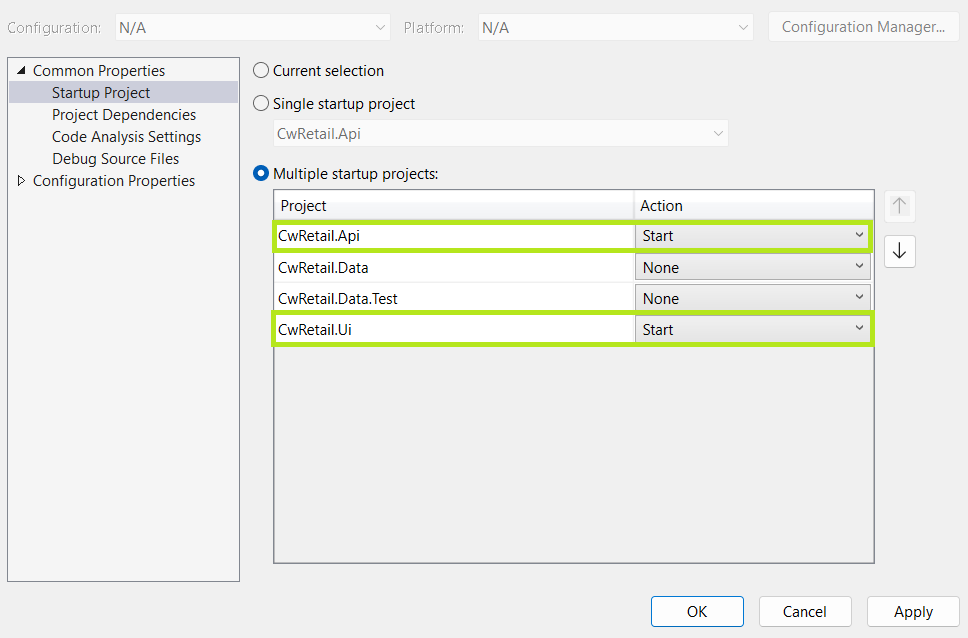 Configuration: N/A Platform: N/A Configuration Manager...
Common Properties
Startup Project
Project Dependencies
Code Analysis Settings
Debug Source Files
Configuration Properties
Current selection
Single startup project
CwRetail.Api
Multiple startup projects:
Project Action
CwRetail.Api Start
CwRetail.Data None
CwRetail.Data.Test None
CwRetail.Ui Start
OK Cancel Apply